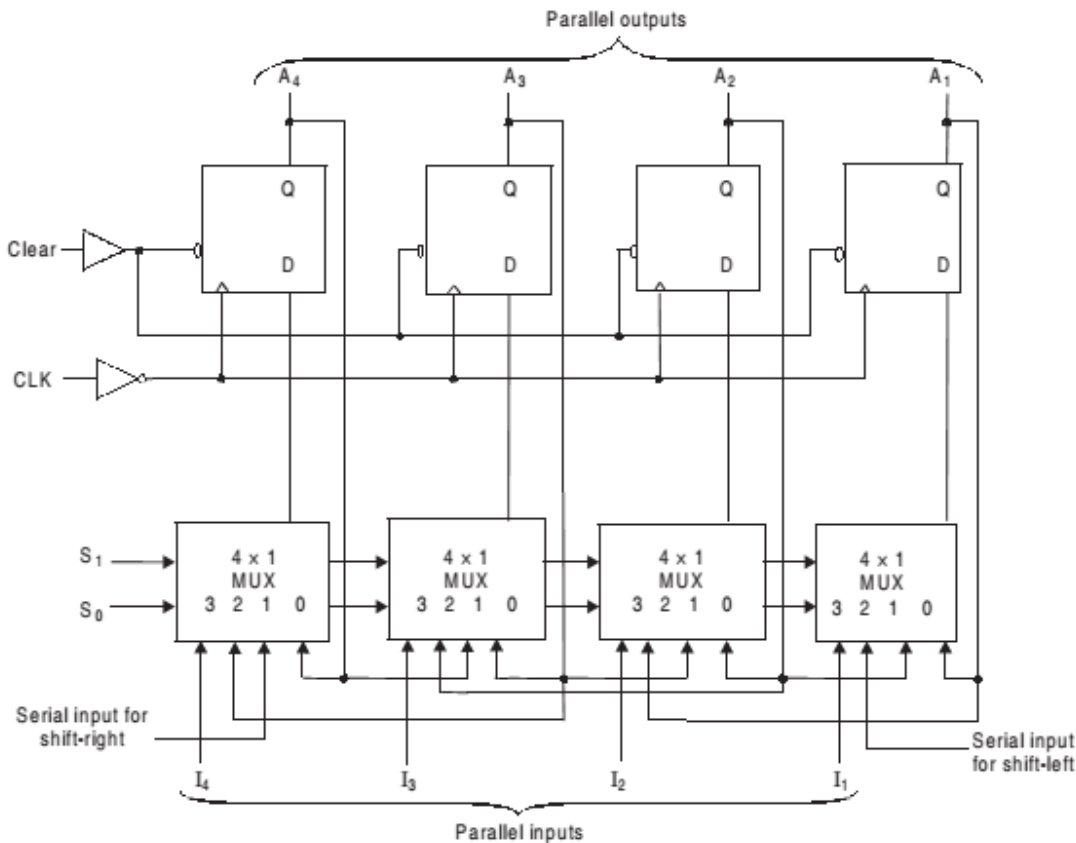 Parallel outputs
A₄ A₃ A₂ A₁
Q Q Q Q
Clear
D D D D
CLK
S₁
4 × 1 4 × 1 4 × 1 4 × 1
MUX MUX MUX MUX
S₀
3 2 1 0 3 2 1 0 3 2 1 0 3 2 1 0
Serial input for
shift-right
Serial input
for shift-left
I₄ I₃ I₂ I₁
Parallel inputs